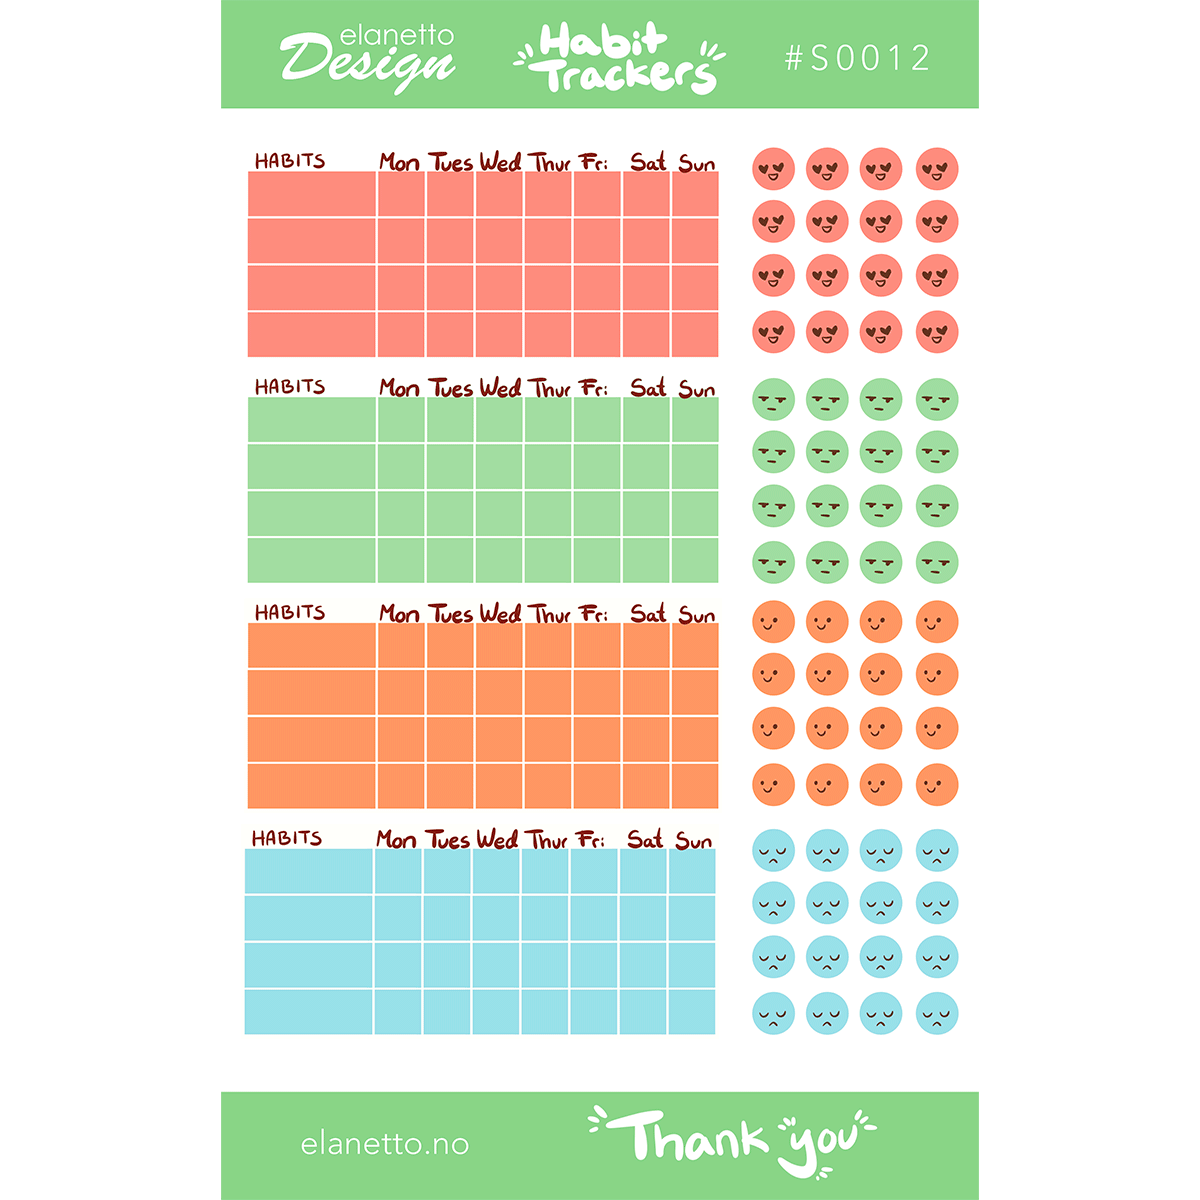 elanetto
Design
Habit
Trackers
#S0012
HABITS Mon Tues Wed Thur Fri Sat Sun
HABITS Mon Tues Wed Thur Fri Sat Sun
HABITS Mon Tues Wed Thur Fri Sat Sun
HABITS Mon Tues Wed Thur Fri Sat Sun
elanetto.no
Thank you